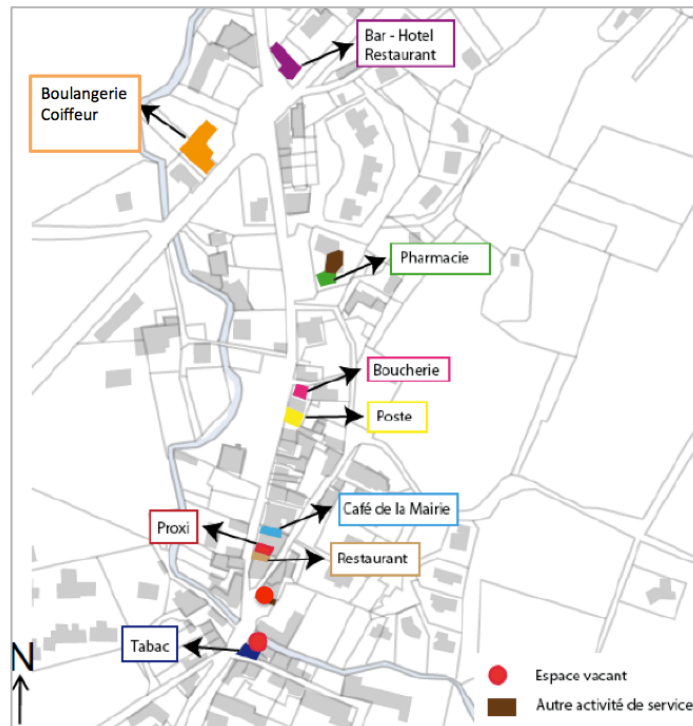 Bar - Hotel
Restaurant
Boulangerie
Coiffeur
Pharmacie
Boucherie
Poste
Café de la Mairie
Proxi
Restaurant
Tabac
N
Espace vacant
Autre activité de service